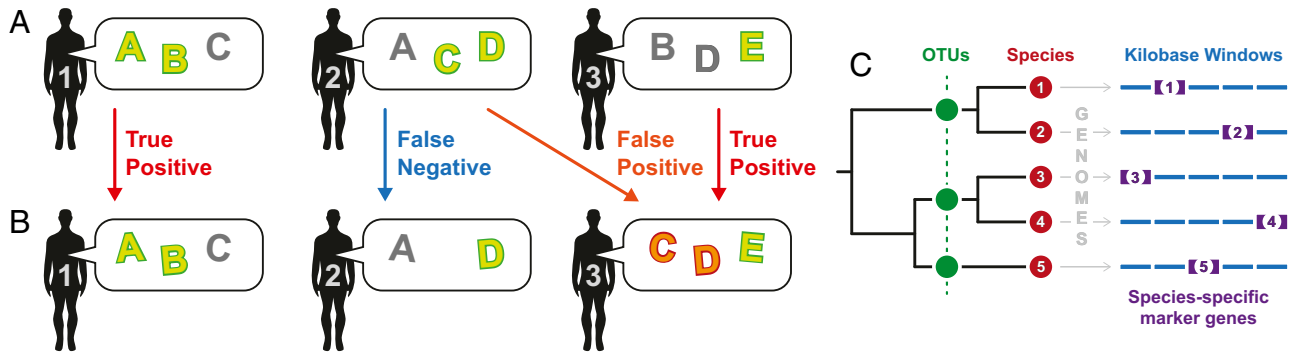 A
1
A B C
2
A C D
3
B D E
True
Positive
False
Negative
False
Positive
True
Positive
B
1
A B C
2
A D
3
C D E
C
OTUs
Species
Kilobase Windows
1
1
2
2
3
3
4
4
5
5
GENOMES
Species-specific
marker genes